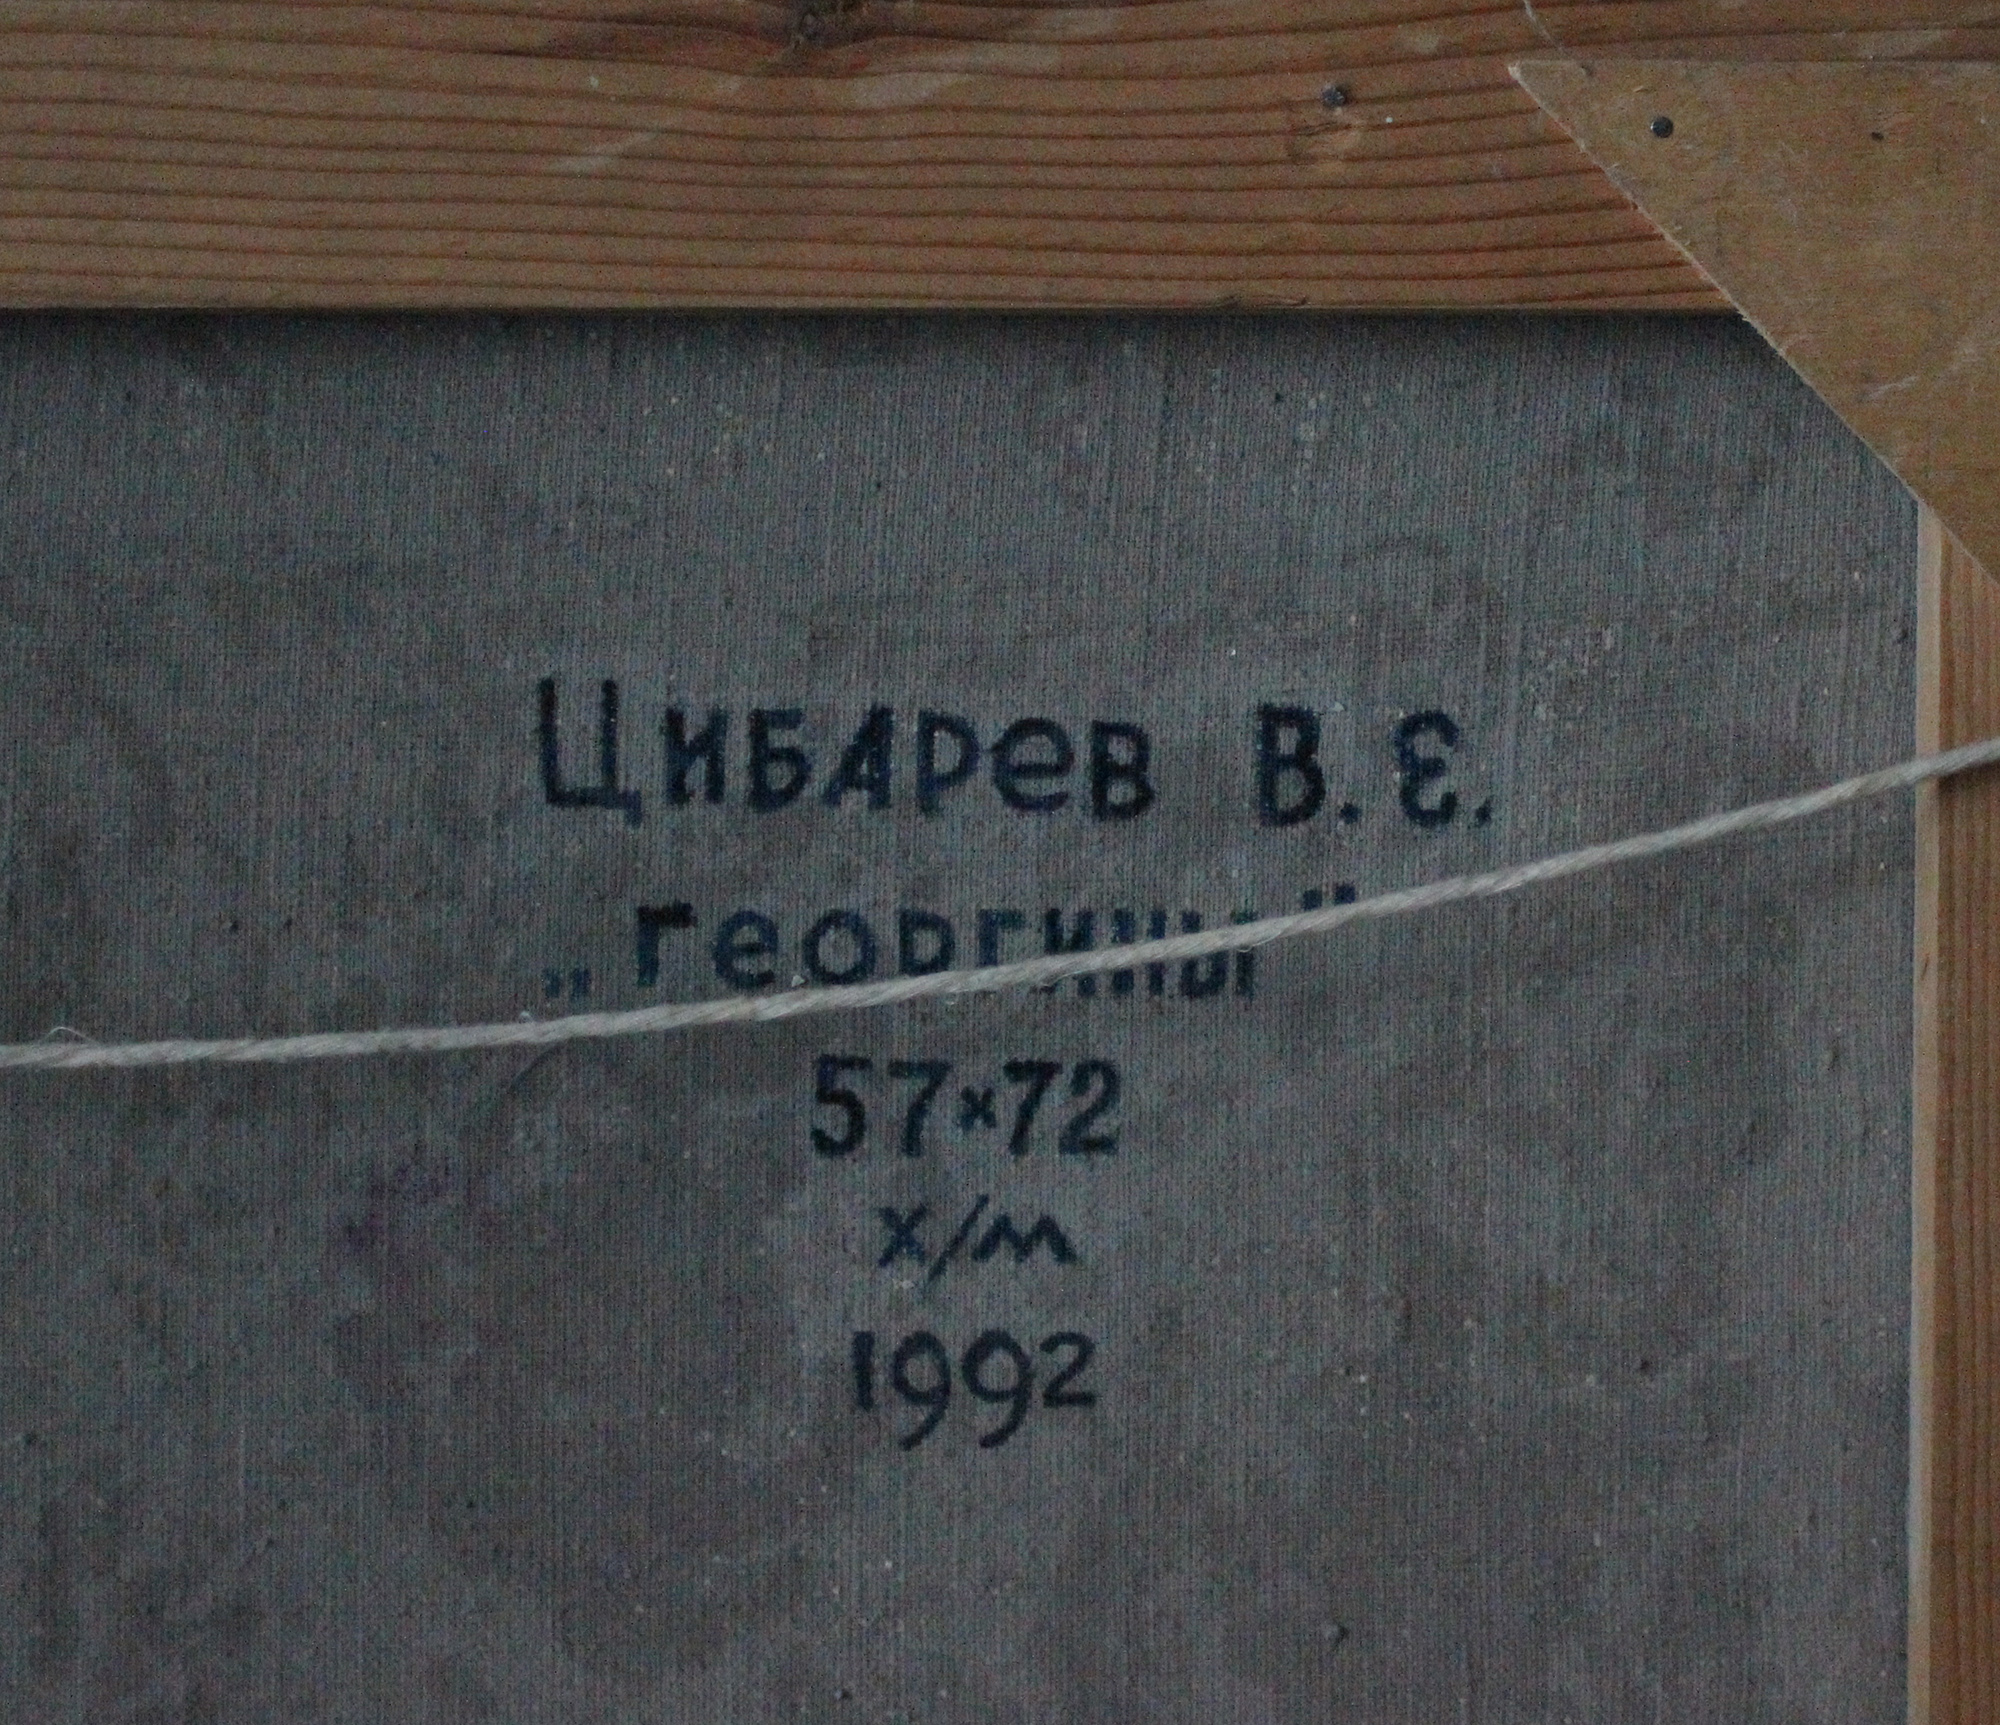 Цибарев В. Е.
„георгины"
57×72
х/м
1992